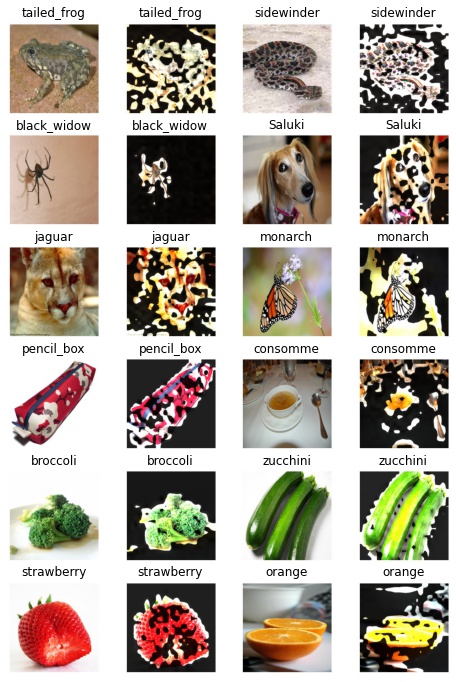 tailed_frog tailed_frog sidewinder sidewinder
black_widow black_widow Saluki Saluki
jaguar jaguar monarch monarch
pencil_box pencil_box consomme consomme
broccoli broccoli zucchini zucchini
strawberry strawberry orange orange